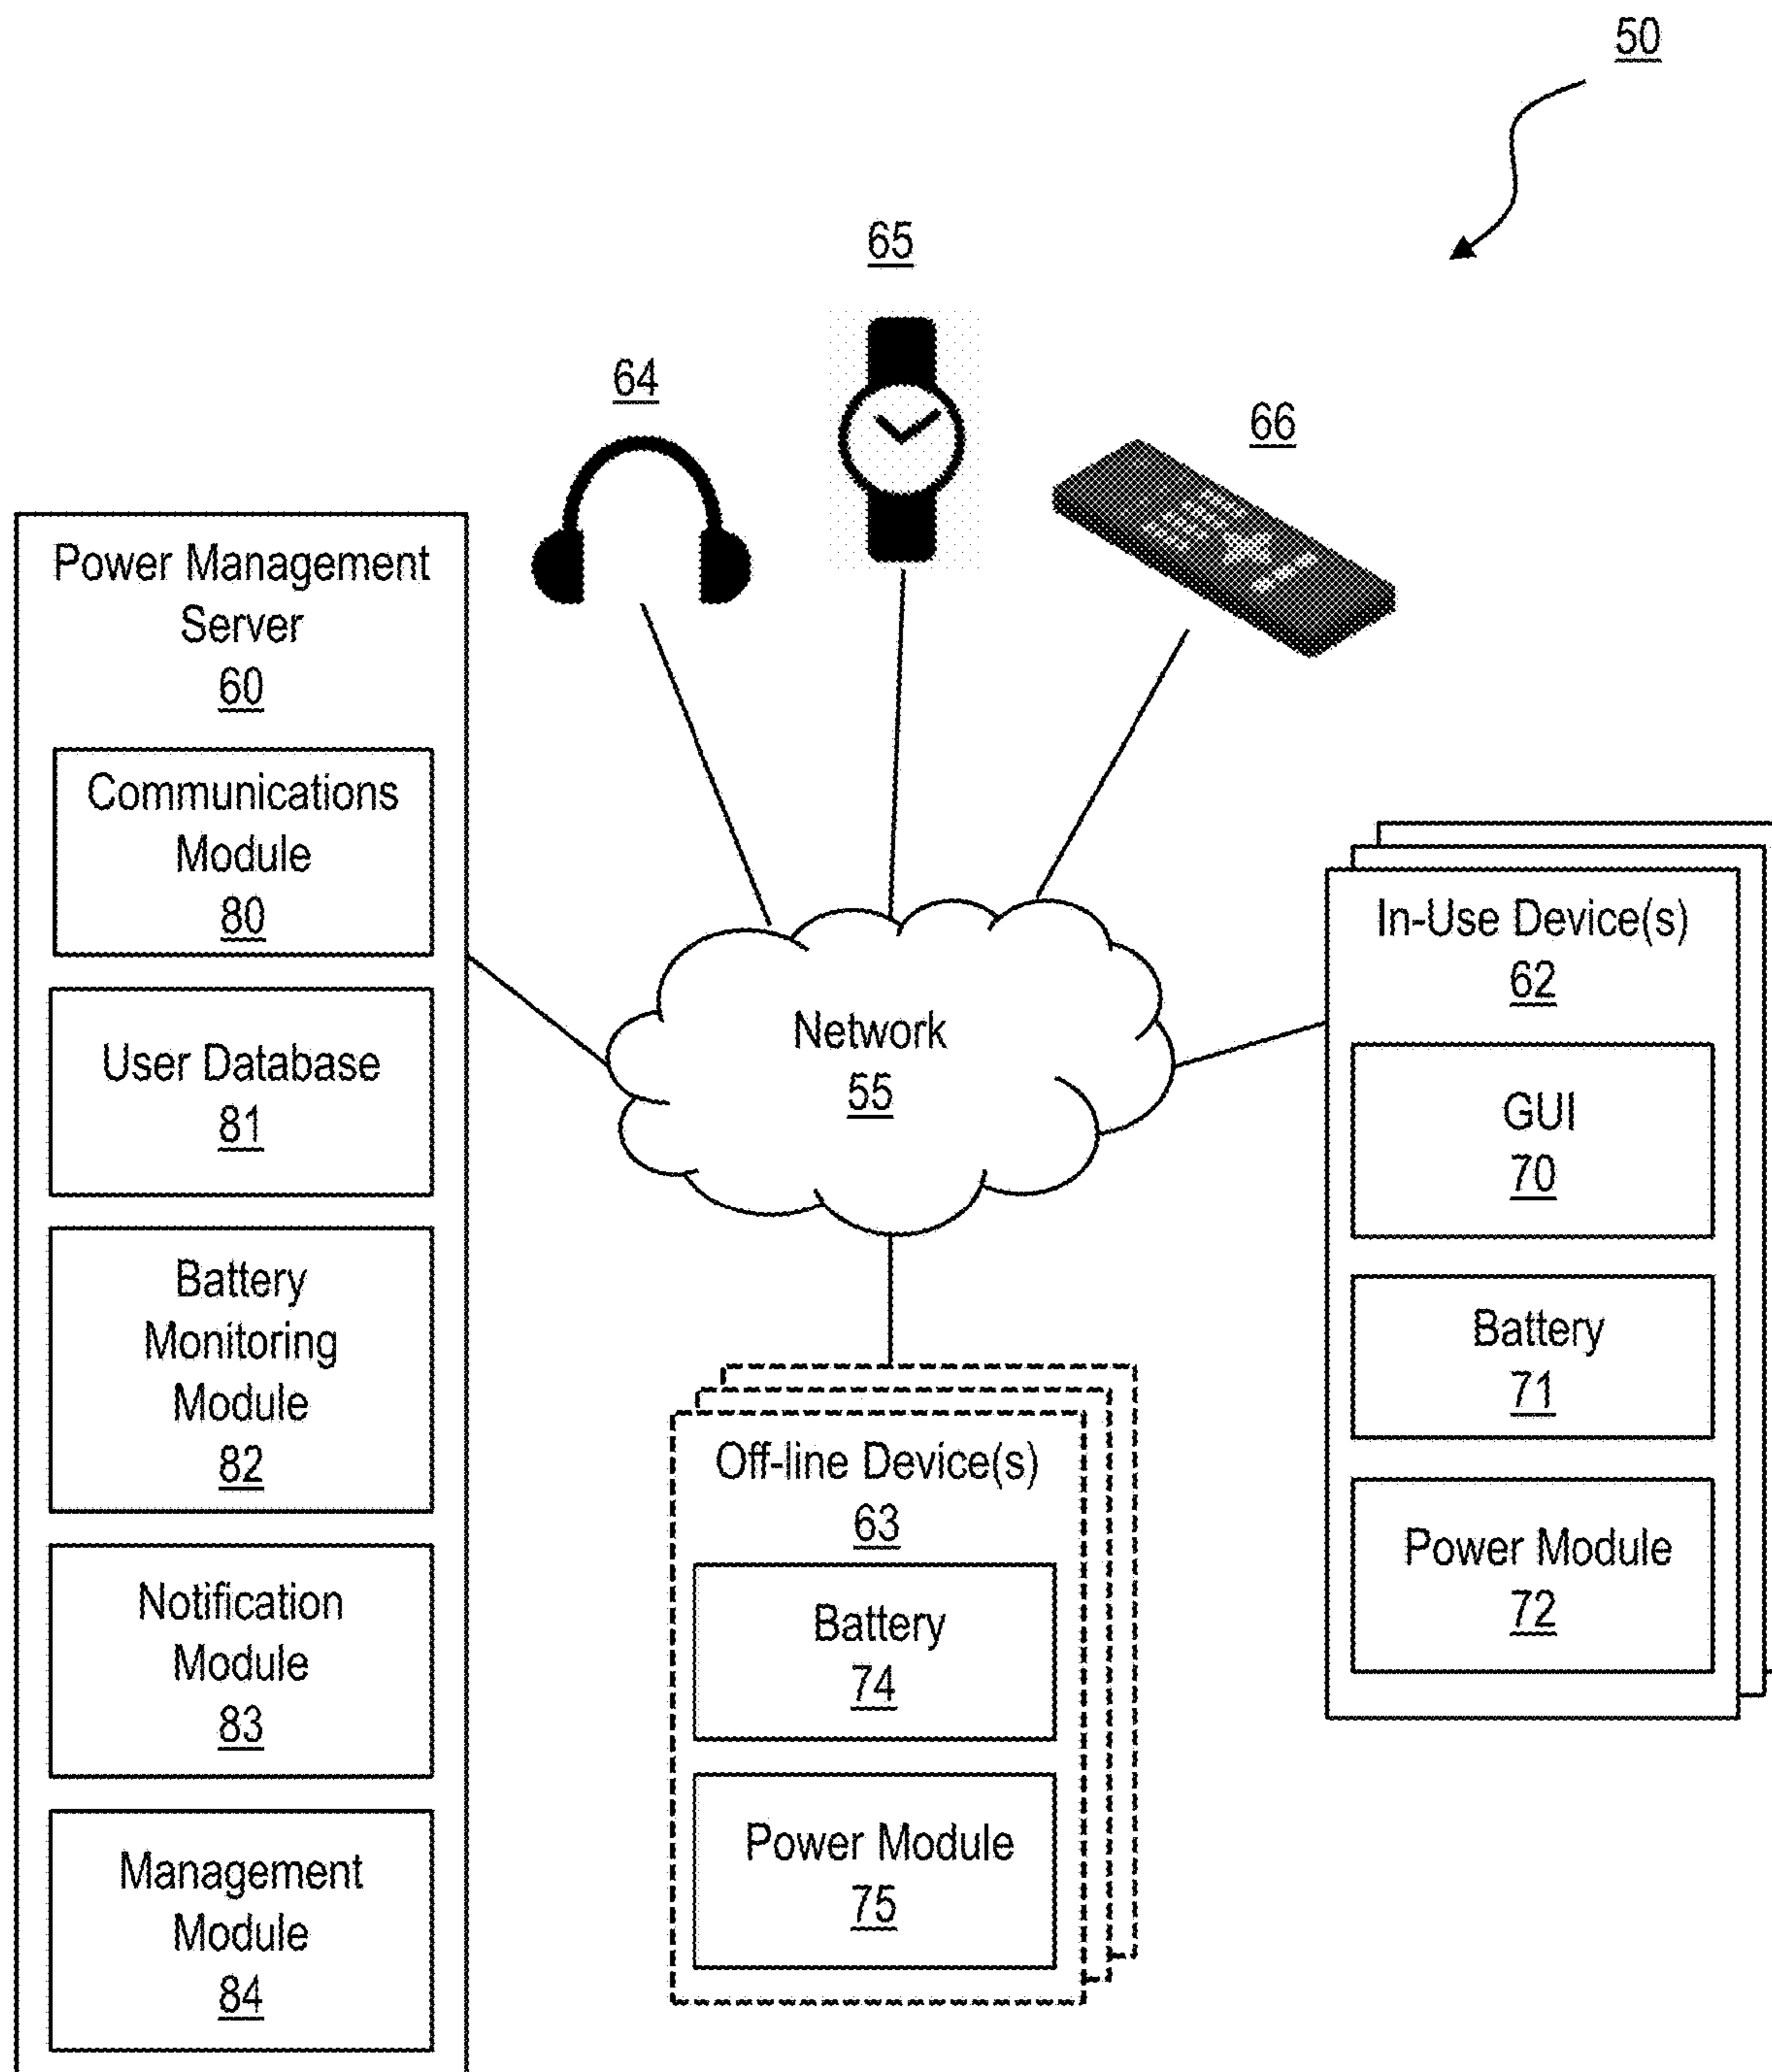 50
65
64
66
Power Management
Server
60
Communications
Module
80
User Database
81
Battery
Monitoring
Module
82
Notification
Module
83
Management
Module
84
Network
55
In-Use Device(s)
62
GUI
70
Battery
71
Power Module
72
Off-line Device(s)
63
Battery
74
Power Module
75